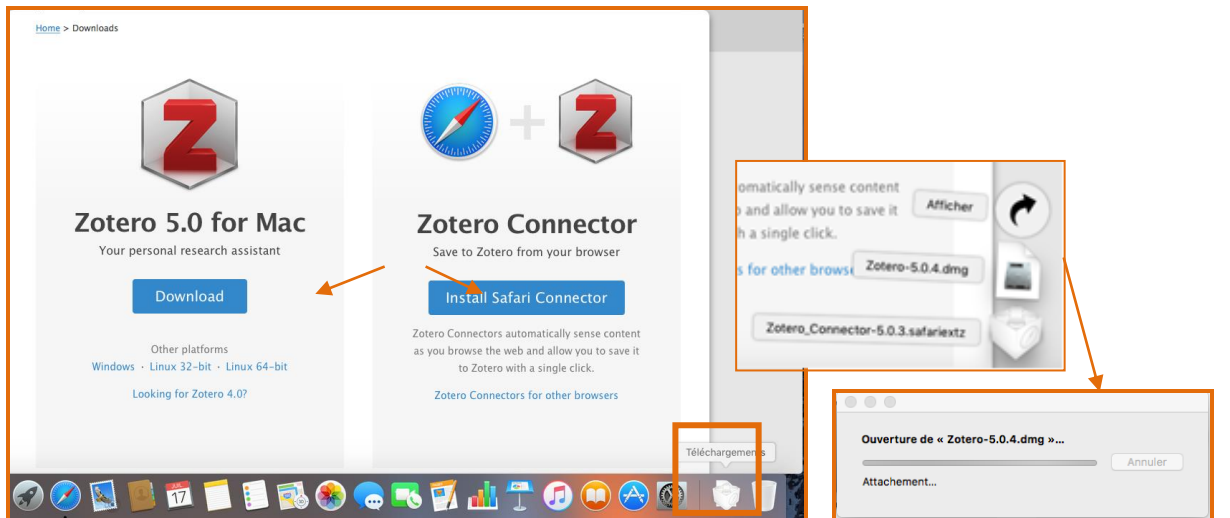 Home > Downloads
Zotero 5.0 for Mac
Your personal research assistant
Download
Other platforms
Windows · Linux 32-bit · Linux 64-bit
Looking for Zotero 4.0?
Zotero Connector
Save to Zotero from your browser
Install Safari Connector
Zotero Connectors automatically sense content
as you browse the web and allow you to save it
to Zotero with a single click.
Zotero Connectors for other browsers
Téléchargements
17
omatically sense content
and allow you to save it
Afficher
h a single click.
s for other browse
Zotero-5.0.4.dmg
Zotero_Connector-5.0.3.safariextz
Ouverture de « Zotero-5.0.4.dmg »...
Annuler
Attachement...